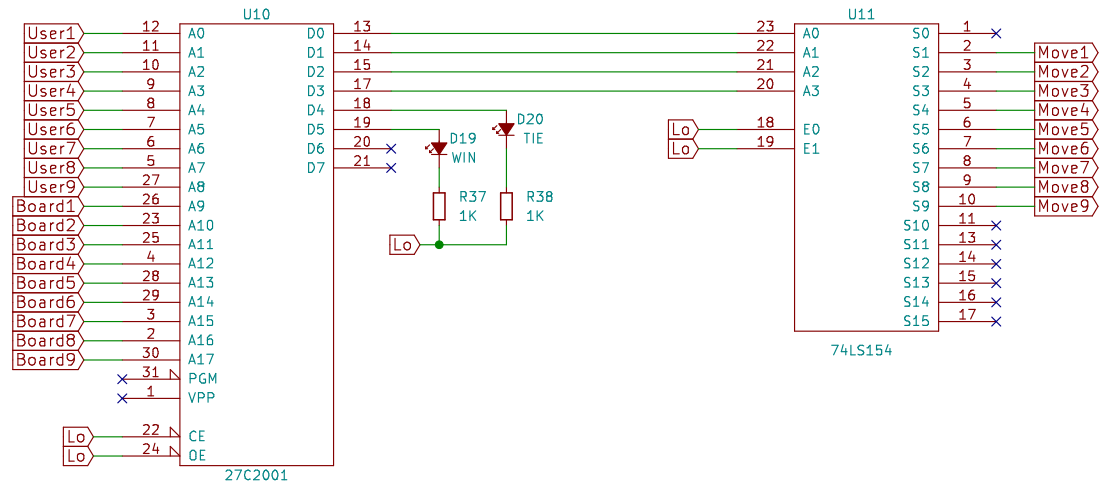 U10
U11
User1 12 A0 D0 13 23 A0 S0 1
User2 11 A1 D1 14 22 A1 S1 2 Move1
User3 10 A2 D2 15 21 A2 S2 3 Move2
User4 9 A3 D3 17 20 A3 S3 4 Move3
User5 8 A4 D4 18 S4 5 Move4
User6 7 A5 D5 19 D20 Lo 18 E0 S5 6 Move5
User7 6 A6 D6 20 D19 TIE Lo 19 E1 S6 7 Move6
User8 5 A7 D7 21 WIN S7 8 Move7
User9 27 A8 S8 9 Move8
Board1 26 A9 R37 R38 S9 10 Move9
Board2 23 A10 1K 1K S10 11
Board3 25 A11 Lo S11 13
Board4 4 A12 S12 14
Board5 28 A13 S13 15
Board6 29 A14 S14 16
Board7 3 A15 S15 17
Board8 2 A16
Board9 30 A17
74LS154
31 PGM
1 VPP
Lo 22 CE
Lo 24 OE
27C2001